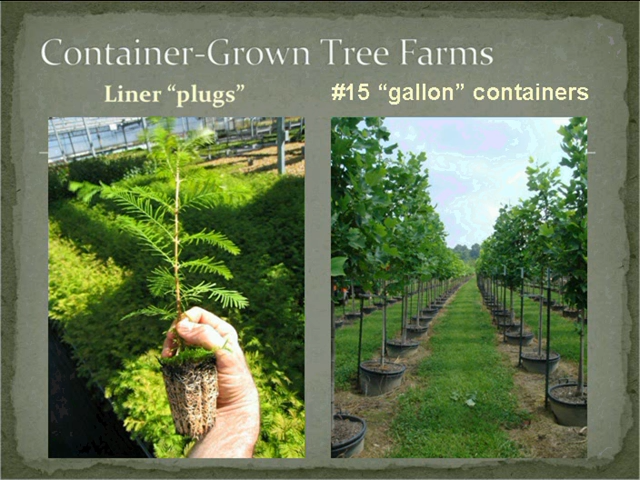 Container-Grown Tree Farms
Liner “plugs”
#15 “gallon” containers